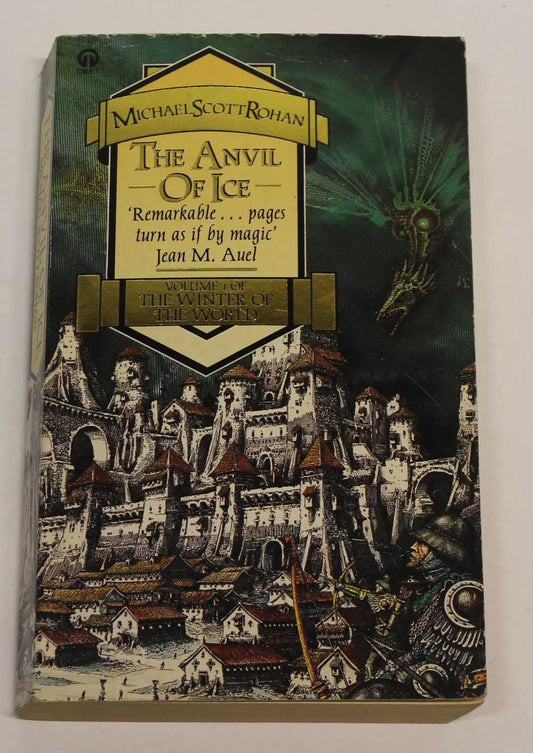 ORBIT
MICHAEL SCOTT ROHAN
THE ANVIL
OF ICE
'Remarkable . . . pages
turn as if by magic'
Jean M. Auel
VOLUME 1 OF
THE WINTER OF
THE WORLD